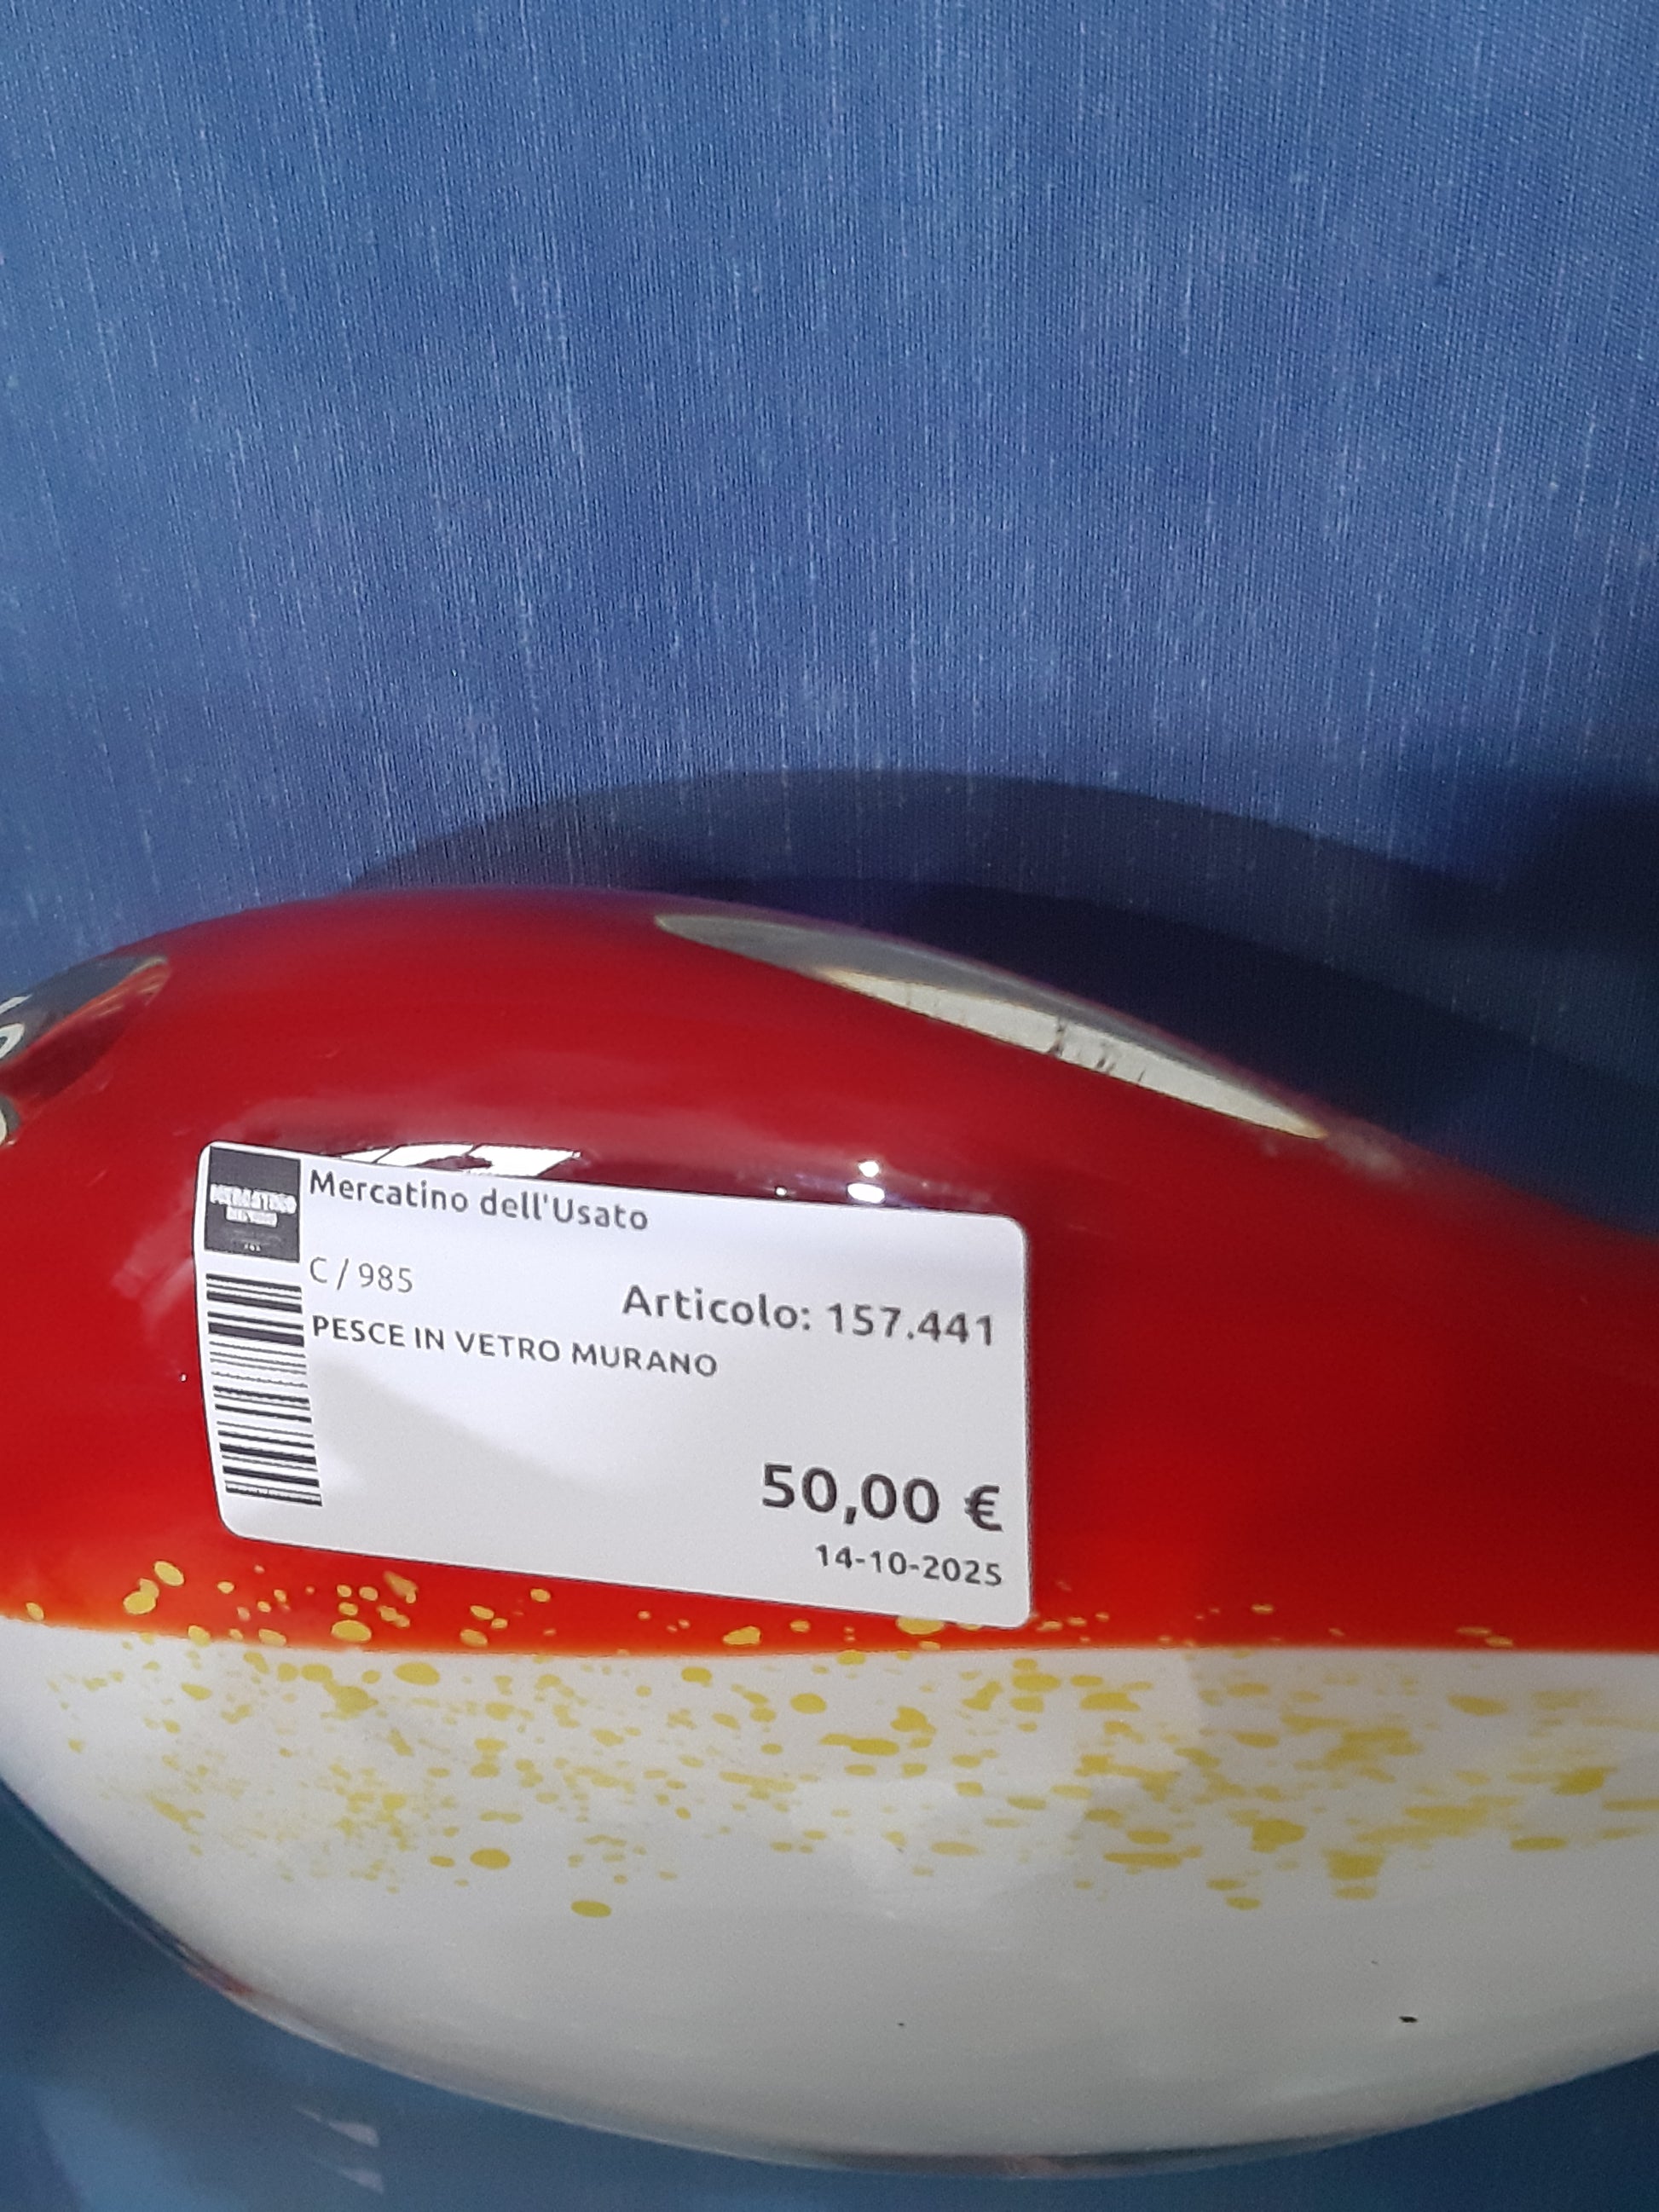 Mercatino dell'Usato
C / 985
Articolo: 157.441
PESCE IN VETRO MURANO
50,00 €
14-10-2025